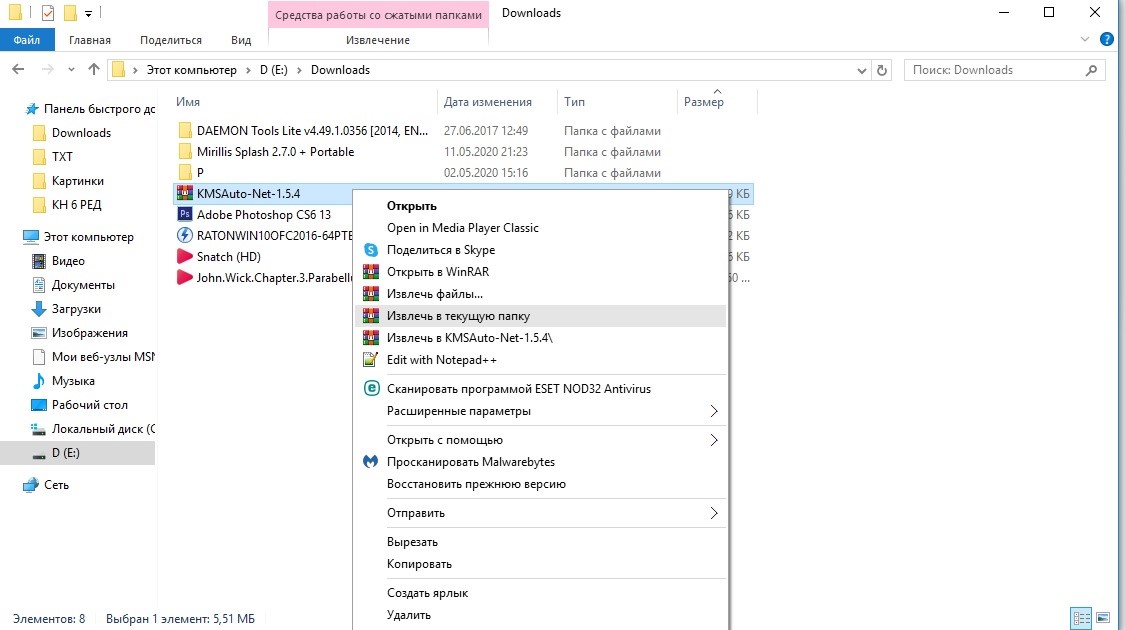 Средства работы со сжатыми папками
Downloads
Файл
Главная
Поделиться
Вид
Извлечение
Этот компьютер
D (E:)
Downloads
Поиск: Downloads
Имя
Дата изменения
Тип
Размер
Панель быстрого дс
Downloads
TXT
Картинки
КН 6 РЕД
Этот компьютер
Видео
Документы
Загрузки
Изображения
Мои веб-узлы MSN
Музыка
Рабочий стол
Локальный диск (C
D (E:)
Сеть
DAEMON Tools Lite v4.49.1.0356 [2014, EN... 27.06.2017 12:49 Папка с файлами
Mirillis Splash 2.7.0 + Portable 11.05.2020 21:23 Папка с файлами
P 02.05.2020 15:16 Папка с файлами
KMSAuto-Net-1.5.4 КБ
Adobe Photoshop CS6 13 КБ
RATONWIN10OFC2016-64PTE КБ
Snatch (HD) КБ
John.Wick.Chapter.3.Parabellu
Открыть
Open in Media Player Classic
Поделиться в Skype
Открыть в WinRAR
Извлечь файлы...
Извлечь в текущую папку
Извлечь в KMSAuto-Net-1.5.4\
Edit with Notepad++
Сканировать программой ESET NOD32 Antivirus
Расширенные параметры
Открыть с помощью
Просканировать Malwarebytes
Восстановить прежнюю версию
Отправить
Вырезать
Копировать
Создать ярлык
Удалить
Элементов: 8
Выбран 1 элемент: 5,51 МБ